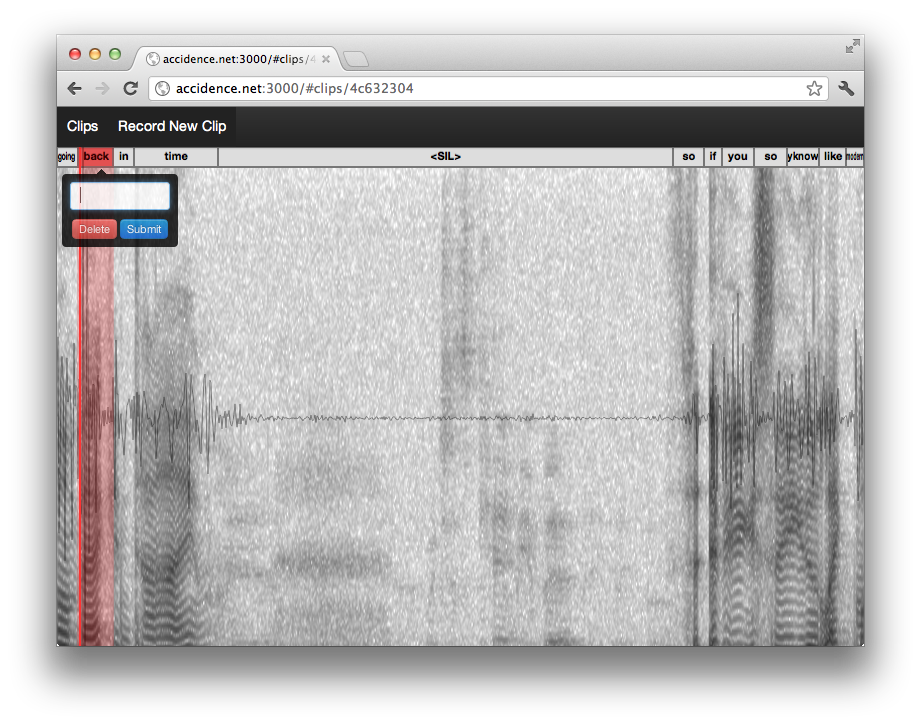 accidence.net:3000/#clips/4
accidence.net:3000/#clips/4c632304
Clips Record New Clip
going back in time <SIL> so if you so yknow like modern
Delete Submit